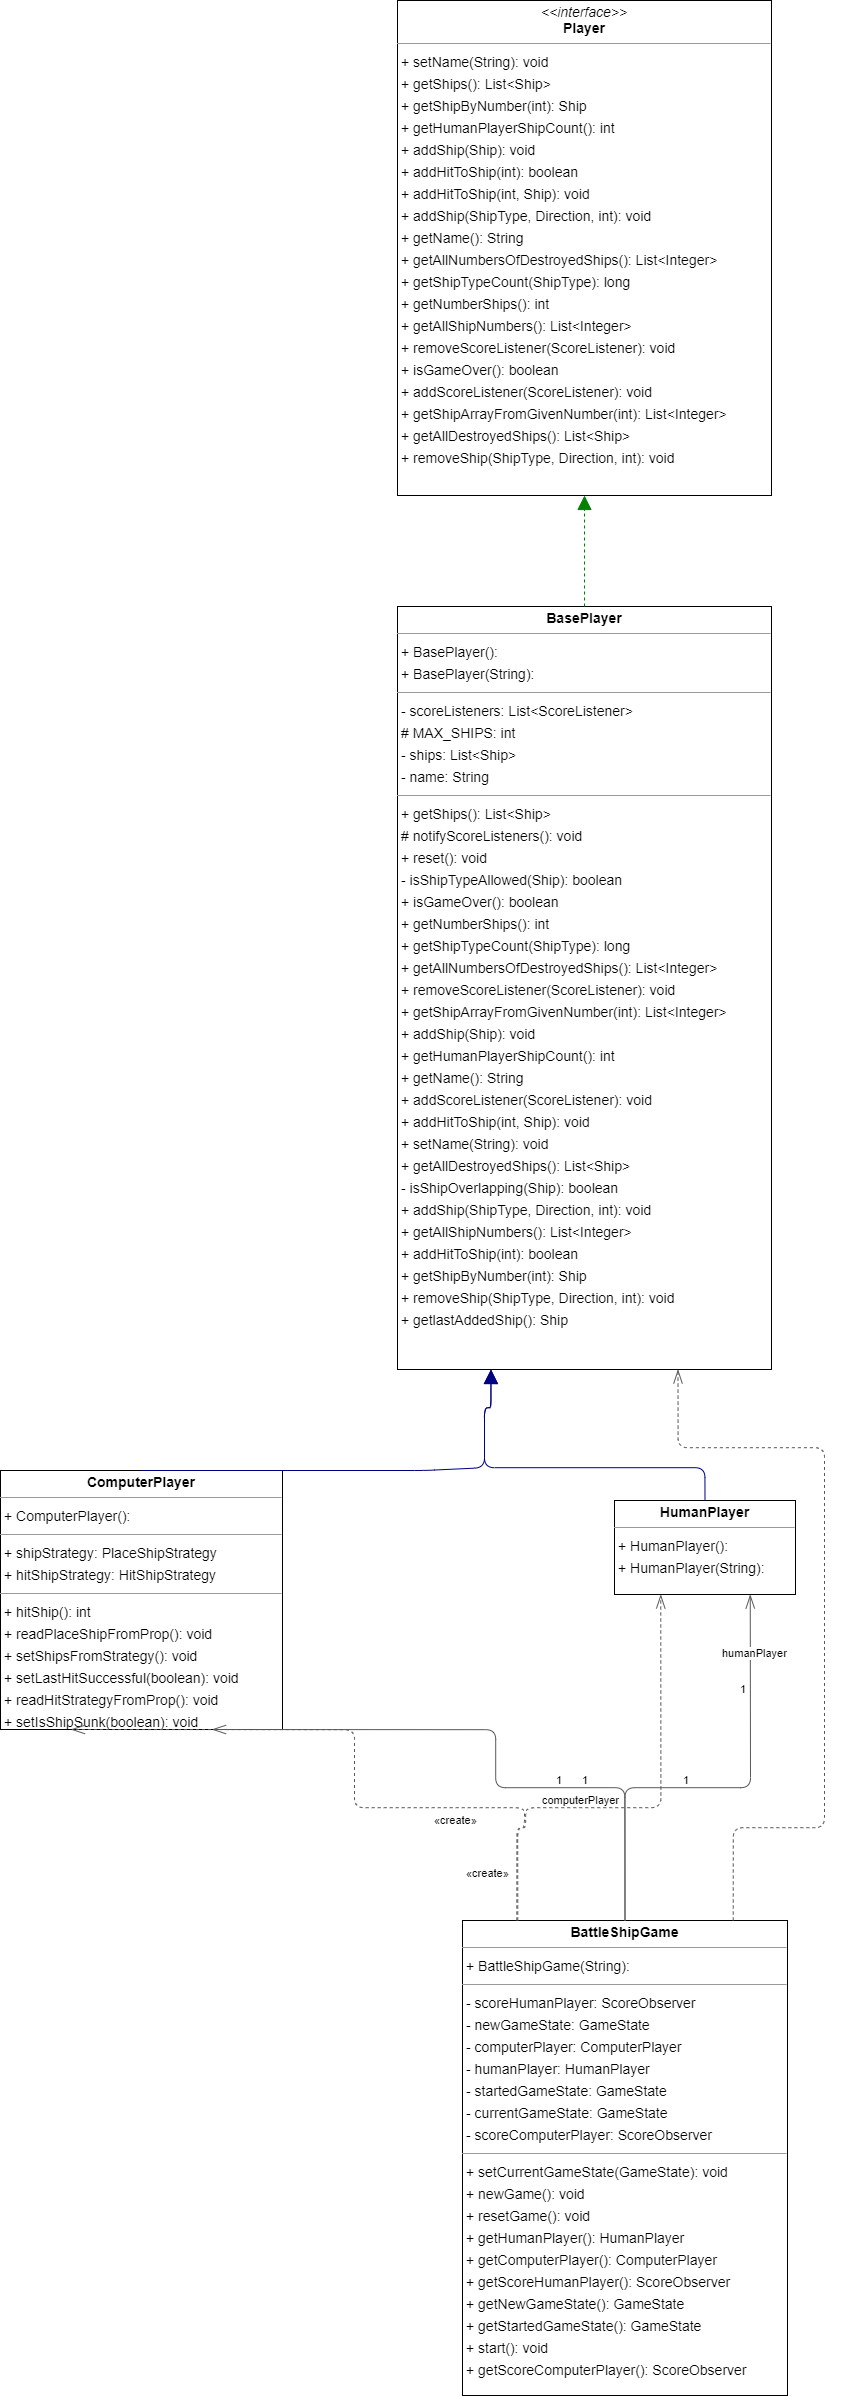 <<interface>>
Player
+ setName(String): void
+ getShips(): List<Ship>
+ getShipByNumber(int): Ship
+ getHumanPlayerShipCount(): int
+ addShip(Ship): void
+ addHitToShip(int): boolean
+ addHitToShip(int, Ship): void
+ addShip(ShipType, Direction, int): void
+ getName(): String
+ getAllNumbersOfDestroyedShips(): List<Integer>
+ getShipTypeCount(ShipType): long
+ getNumberShips(): int
+ getAllShipNumbers(): List<Integer>
+ removeScoreListener(ScoreListener): void
+ isGameOver(): boolean
+ addScoreListener(ScoreListener): void
+ getShipArrayFromGivenNumber(int): List<Integer>
+ getAllDestroyedShips(): List<Ship>
+ removeShip(ShipType, Direction, int): void
BasePlayer
+ BasePlayer():
+ BasePlayer(String):
- scoreListeners: List<ScoreListener>
# MAX_SHIPS: int
- ships: List<Ship>
- name: String
+ getShips(): List<Ship>
# notifyScoreListeners(): void
+ reset(): void
- isShipTypeAllowed(Ship): boolean
+ isGameOver(): boolean
+ getNumberShips(): int
+ getShipTypeCount(ShipType): long
+ getAllNumbersOfDestroyedShips(): List<Integer>
+ removeScoreListener(ScoreListener): void
+ getShipArrayFromGivenNumber(int): List<Integer>
+ addShip(Ship): void
+ getHumanPlayerShipCount(): int
+ getName(): String
+ addScoreListener(ScoreListener): void
+ addHitToShip(int, Ship): void
+ setName(String): void
+ getAllDestroyedShips(): List<Ship>
- isShipOverlapping(Ship): boolean
+ addShip(ShipType, Direction, int): void
+ getAllShipNumbers(): List<Integer>
+ addHitToShip(int): boolean
+ getShipByNumber(int): Ship
+ removeShip(ShipType, Direction, int): void
+ getlastAddedShip(): Ship
ComputerPlayer
+ ComputerPlayer():
+ shipStrategy: PlaceShipStrategy
+ hitShipStrategy: HitShipStrategy
+ hitShip(): int
+ readPlaceShipFromProp(): void
+ setShipsFromStrategy(): void
+ setLastHitSuccessful(boolean): void
+ readHitStrategyFromProp(): void
+ setIsShipSunk(boolean): void
HumanPlayer
+ HumanPlayer():
+ HumanPlayer(String):
humanPlayer
1
1
1
1
computerPlayer
«create»
«create»
BattleShipGame
+ BattleShipGame(String):
- scoreHumanPlayer: ScoreObserver
- newGameState: GameState
- computerPlayer: ComputerPlayer
- humanPlayer: HumanPlayer
- startedGameState: GameState
- currentGameState: GameState
- scoreComputerPlayer: ScoreObserver
+ setCurrentGameState(GameState): void
+ newGame(): void
+ resetGame(): void
+ getHumanPlayer(): HumanPlayer
+ getComputerPlayer(): ComputerPlayer
+ getScoreHumanPlayer(): ScoreObserver
+ getNewGameState(): GameState
+ getStartedGameState(): GameState
+ start(): void
+ getScoreComputerPlayer(): ScoreObserver